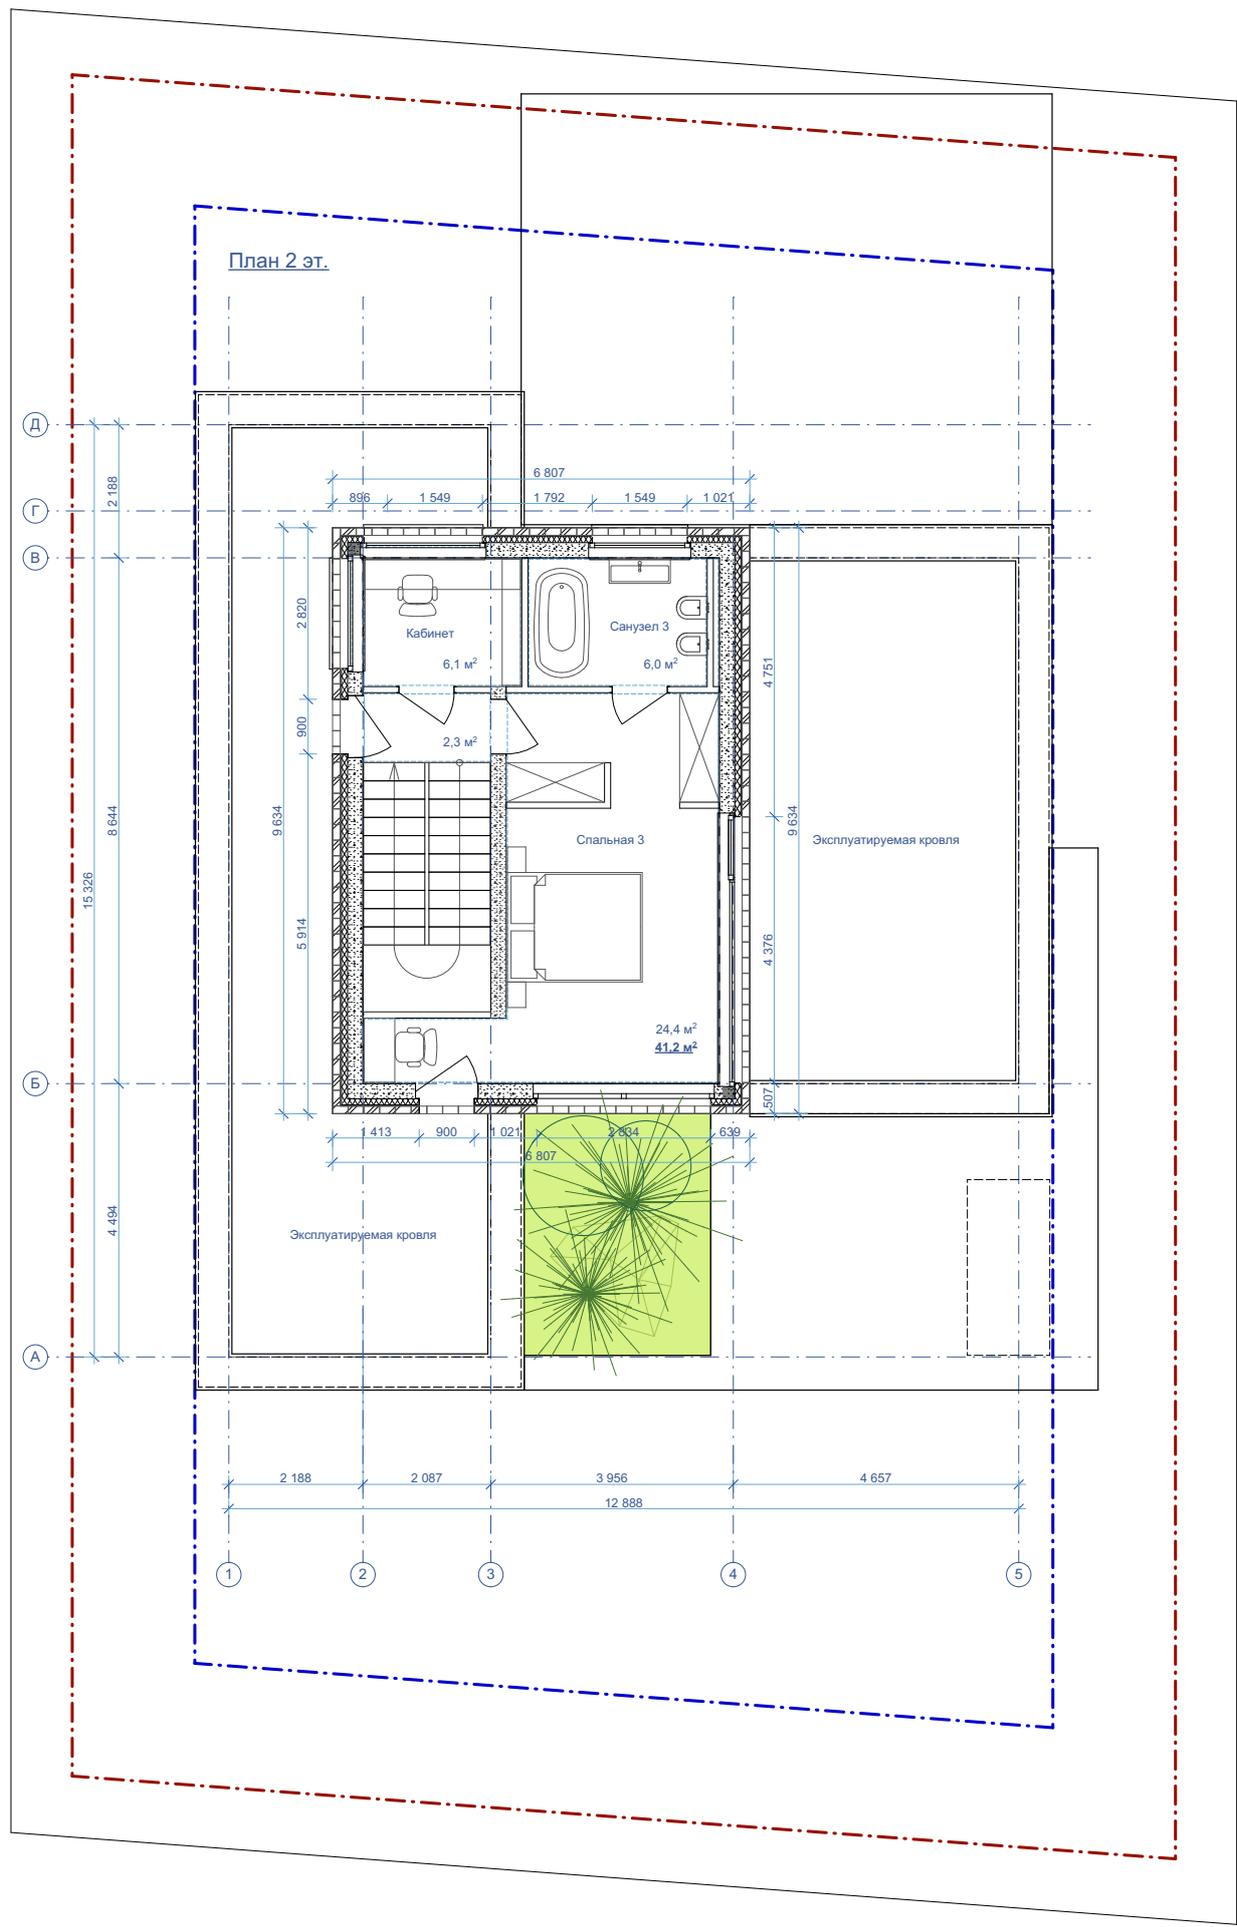 План 2 эт.
Д
Г
В
Б
А
2 188
8 644
4 494
15 326
6 807
896
1 549
1 792
1 549
1 021
2 820
900
5 914
9 634
4 751
4 376
507
9 634
Кабинет
6,1 м²
Санузел 3
6,0 м²
2,3 м²
Спальная 3
24,4 м²
41,2 м²
Эксплуатируемая кровля
1 413
900
1 021
2 834
639
6 807
Эксплуатируемая кровля
2 188
2 087
3 956
4 657
12 888
1
2
3
4
5